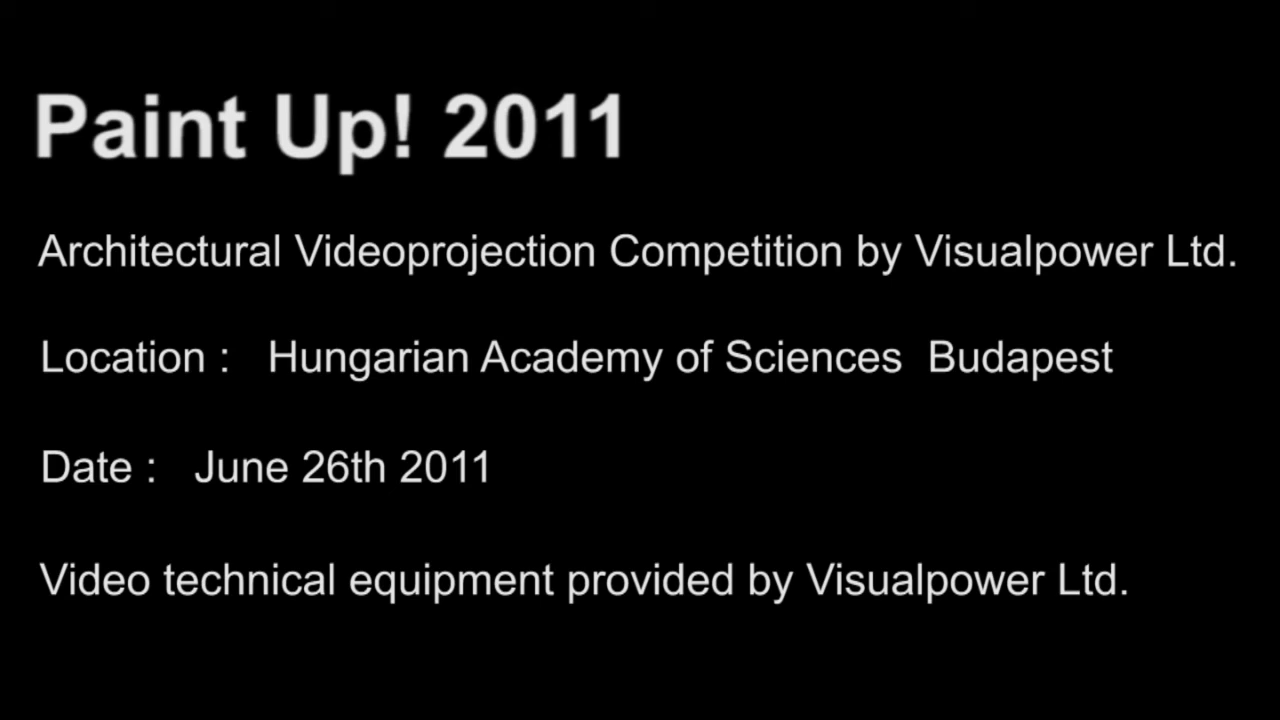 Paint Up! 2011
Architectural Videoprojection Competition by Visualpower Ltd.
Location :   Hungarian Academy of Sciences  Budapest
Date :   June 26th 2011
Video technical equipment provided by Visualpower Ltd.